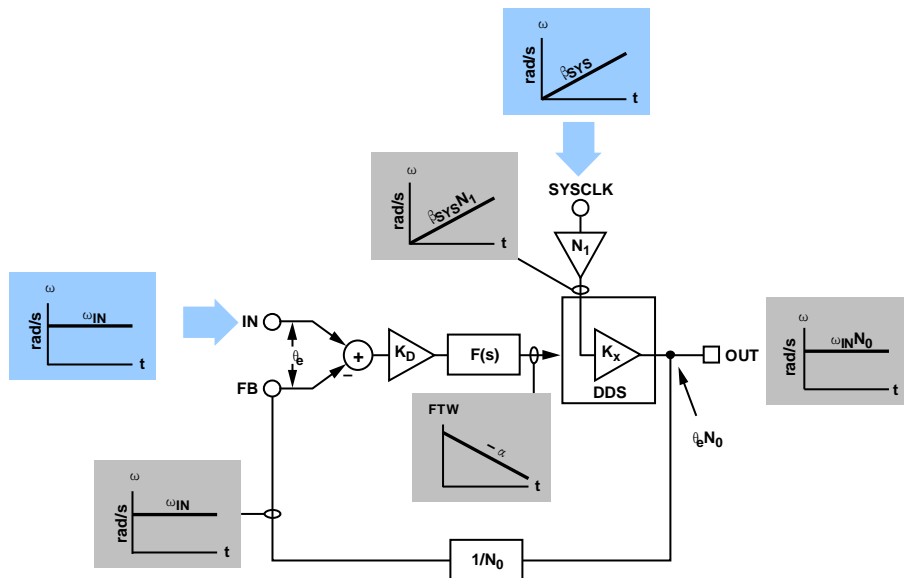 ω
rad/s
βSYS
t
SYSCLK
ω
rad/s
βSYSN1
t
N1
ω
rad/s
ωIN
t
IN
θe
FB
+
−
KD
F(s)
Kx
DDS
OUT
ω
rad/s
ωINN0
t
FTW
− α
t
θeN0
ω
rad/s
ωIN
t
1/N0